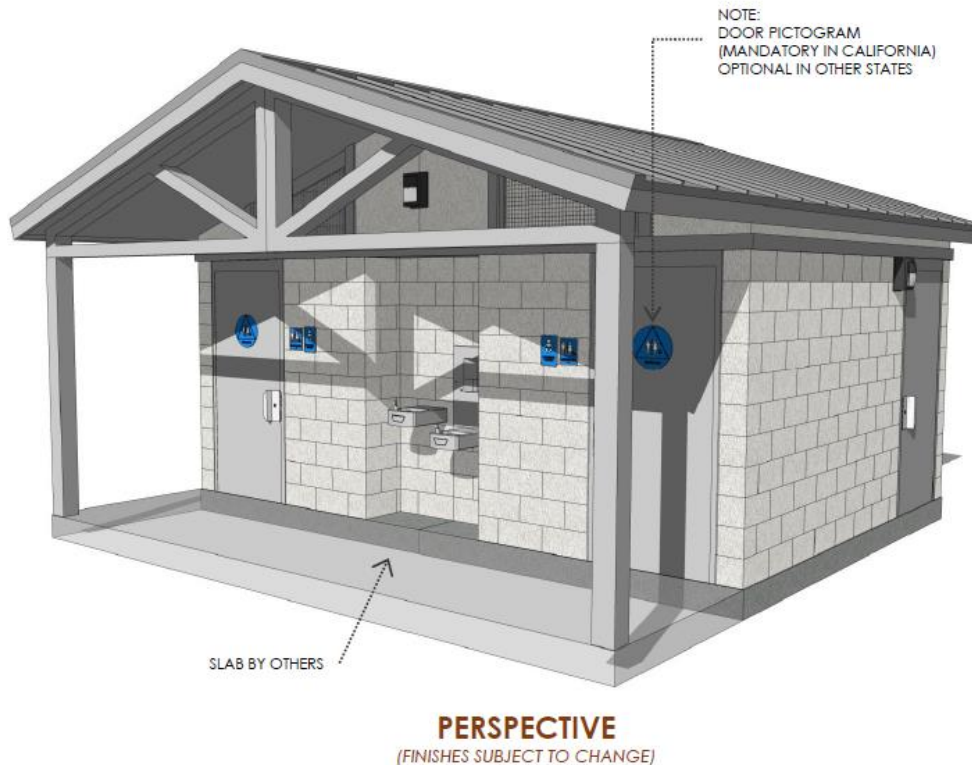 NOTE:
DOOR PICTOGRAM
(MANDATORY IN CALIFORNIA)
OPTIONAL IN OTHER STATES
SLAB BY OTHERS
PERSPECTIVE
(FINISHES SUBJECT TO CHANGE)